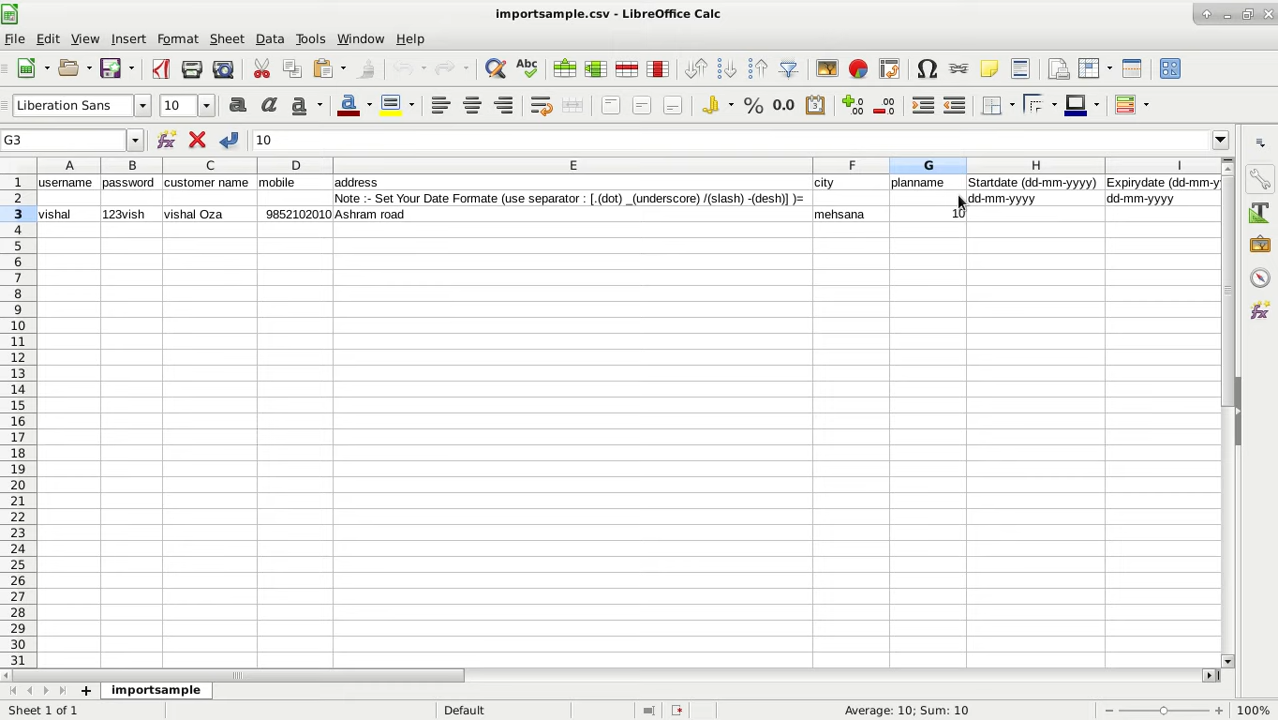 importsample.csv - LibreOffice Calc
File Edit View Insert Format Sheet Data Tools Window Help
Abc
Liberation Sans 10 a a a a % 0.0
G3 10
A B C D E F G H I
1 username password customer name mobile address city planname Startdate (dd-mm-yyyy) Expirydate (dd-mm-y
2 Note :- Set Your Date Formate (use separator : [.(dot) _(underscore) /(slash) -(desh)] )= dd-mm-yyyy dd-mm-yyyy
3 vishal 123vish vishal Oza 9852102010 Ashram road mehsana 10
4
5
6
7
8
9
10
11
12
13
14
15
16
17
18
19
20
21
22
23
24
25
26
27
28
29
30
31
importsample
Sheet 1 of 1 Default Average: 10; Sum: 10 100%